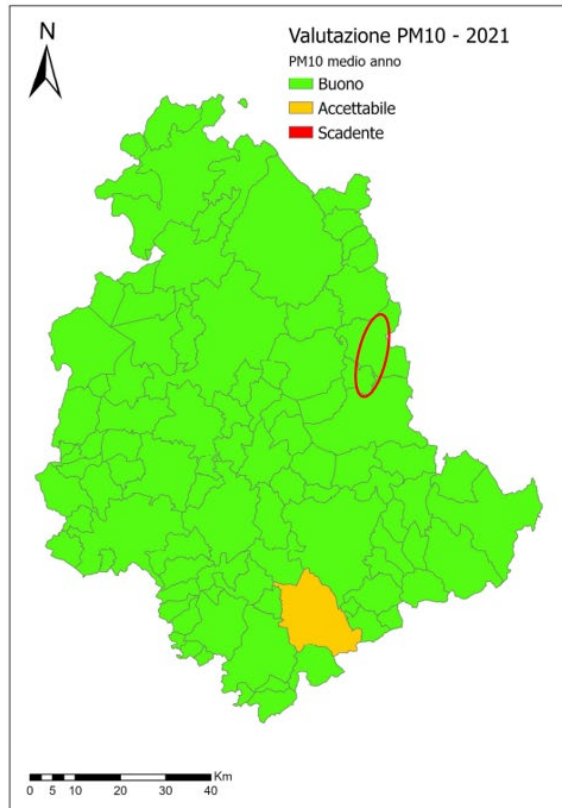 N
Valutazione PM10 - 2021
PM10 medio anno
Buono
Accettabile
Scadente
Km
0 5 10 20 30 40